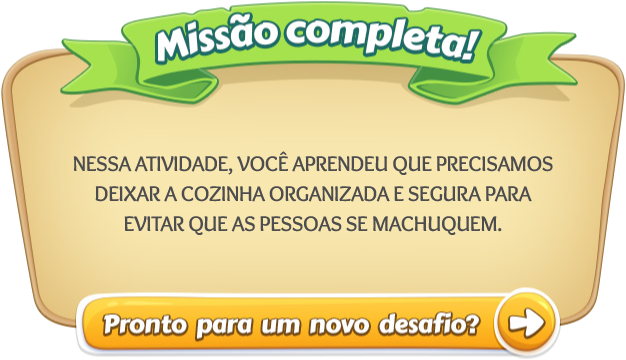 Missão completa!
NESSA ATIVIDADE, VOCÊ APRENDEU QUE PRECISAMOS
DEIXAR A COZINHA ORGANIZADA E SEGURA PARA
EVITAR QUE AS PESSOAS SE MACHUQUEM.
Pronto para um novo desafio?